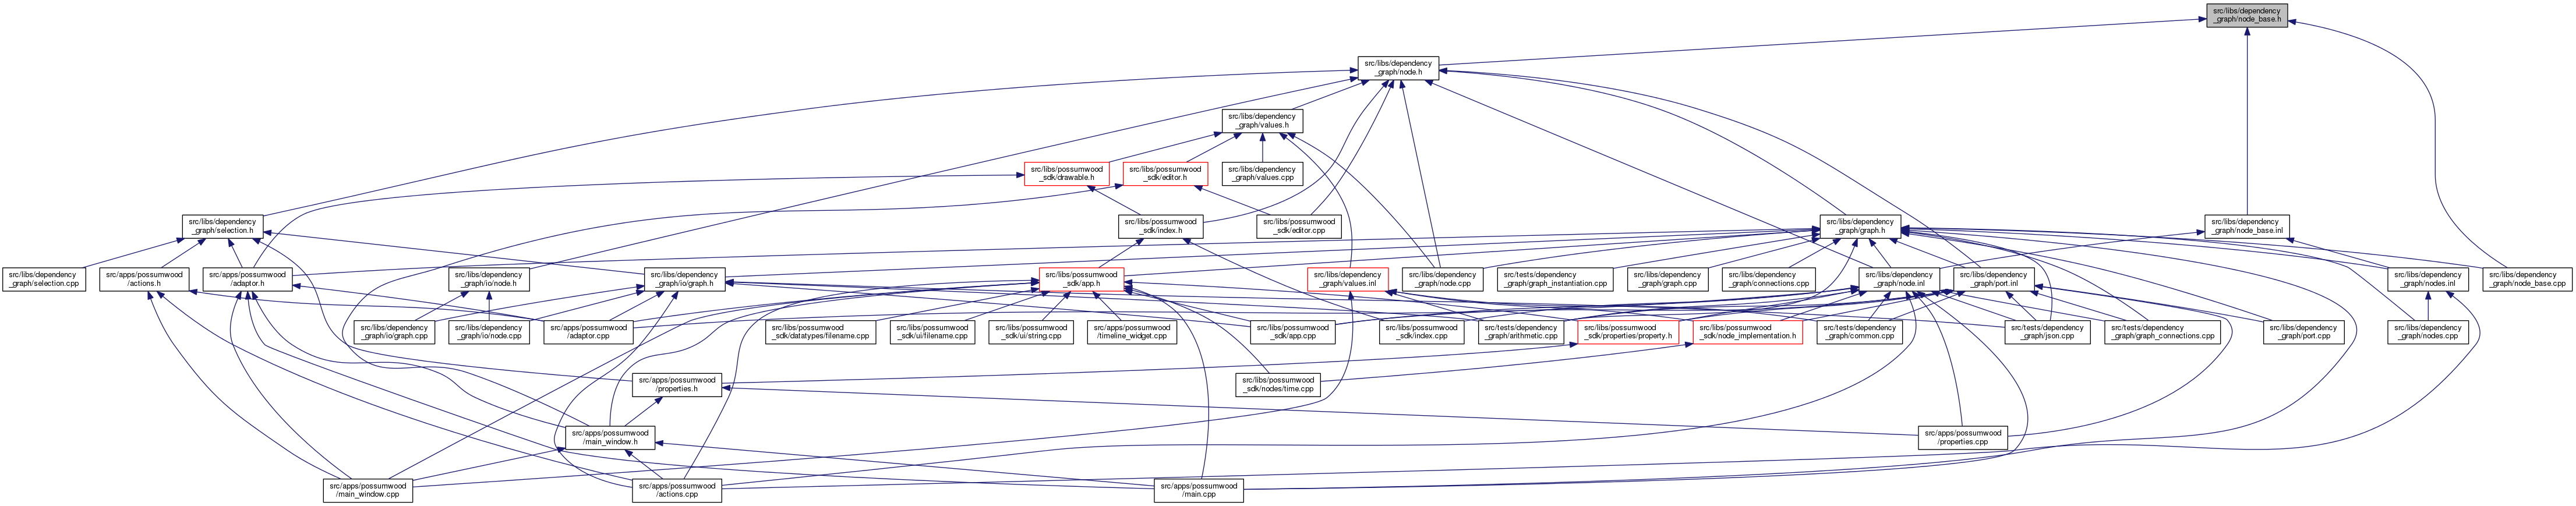 src/libs/dependency
_graph/node_base.h
src/libs/dependency
_graph/node.h
src/libs/dependency
_graph/values.h
src/libs/possumwood
_sdk/drawable.h
src/libs/possumwood
_sdk/editor.h
src/libs/dependency
_graph/values.cpp
src/libs/dependency
_graph/selection.h
src/libs/possumwood
_sdk/index.h
src/libs/possumwood
_sdk/editor.cpp
src/libs/dependency
_graph/graph.h
src/libs/dependency
_graph/node_base.inl
src/libs/dependency
_graph/selection.cpp
src/apps/possumwood
/actions.h
src/apps/possumwood
/adaptor.h
src/libs/dependency
_graph/io/node.h
src/libs/dependency
_graph/io/graph.h
src/libs/possumwood
_sdk/app.h
src/libs/dependency
_graph/values.inl
src/libs/dependency
_graph/node.cpp
src/tests/dependency
_graph/graph_instantiation.cpp
src/libs/dependency
_graph/graph.cpp
src/libs/dependency
_graph/connections.cpp
src/libs/dependency
_graph/node.inl
src/libs/dependency
_graph/port.inl
src/libs/dependency
_graph/nodes.inl
src/libs/dependency
_graph/node_base.cpp
src/libs/dependency
_graph/io/graph.cpp
src/libs/dependency
_graph/io/node.cpp
src/apps/possumwood
/adaptor.cpp
src/libs/possumwood
_sdk/datatypes/filename.cpp
src/libs/possumwood
_sdk/ui/filename.cpp
src/libs/possumwood
_sdk/ui/string.cpp
src/apps/possumwood
/timeline_widget.cpp
src/libs/possumwood
_sdk/app.cpp
src/libs/possumwood
_sdk/index.cpp
src/tests/dependency
_graph/arithmetic.cpp
src/libs/possumwood
_sdk/properties/property.h
src/libs/possumwood
_sdk/node_implementation.h
src/tests/dependency
_graph/common.cpp
src/tests/dependency
_graph/json.cpp
src/tests/dependency
_graph/graph_connections.cpp
src/libs/dependency
_graph/port.cpp
src/libs/dependency
_graph/nodes.cpp
src/apps/possumwood
/properties.h
src/libs/possumwood
_sdk/nodes/time.cpp
src/apps/possumwood
/main_window.h
src/apps/possumwood
/properties.cpp
src/apps/possumwood
/main_window.cpp
src/apps/possumwood
/actions.cpp
src/apps/possumwood
/main.cpp